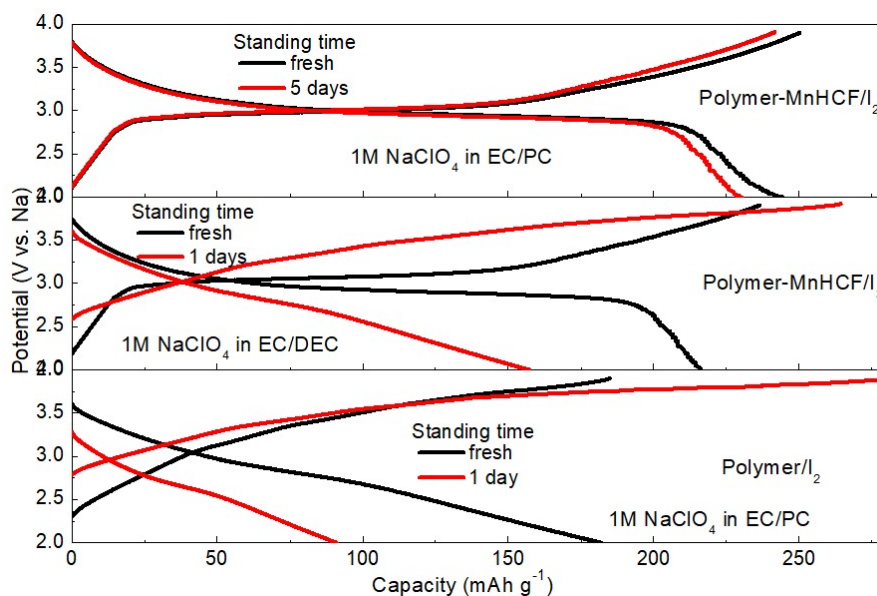 4.0
Standing time
fresh
5 days
3.5
Polymer-MnHCF/I2
3.0
1M NaClO4 in EC/PC
2.5
2.0
4.0
Standing time
fresh
1 days
3.5
Polymer-MnHCF/I
3.0
2.5
1M NaClO4 in EC/DEC
2.0
4.0
3.5
Standing time
fresh
1 day
3.0
Polymer/I2
2.5
1M NaClO4 in EC/PC
2.0
0 50 100 150 200 250
Capacity (mAh g-1)
Potential (V vs. Na)